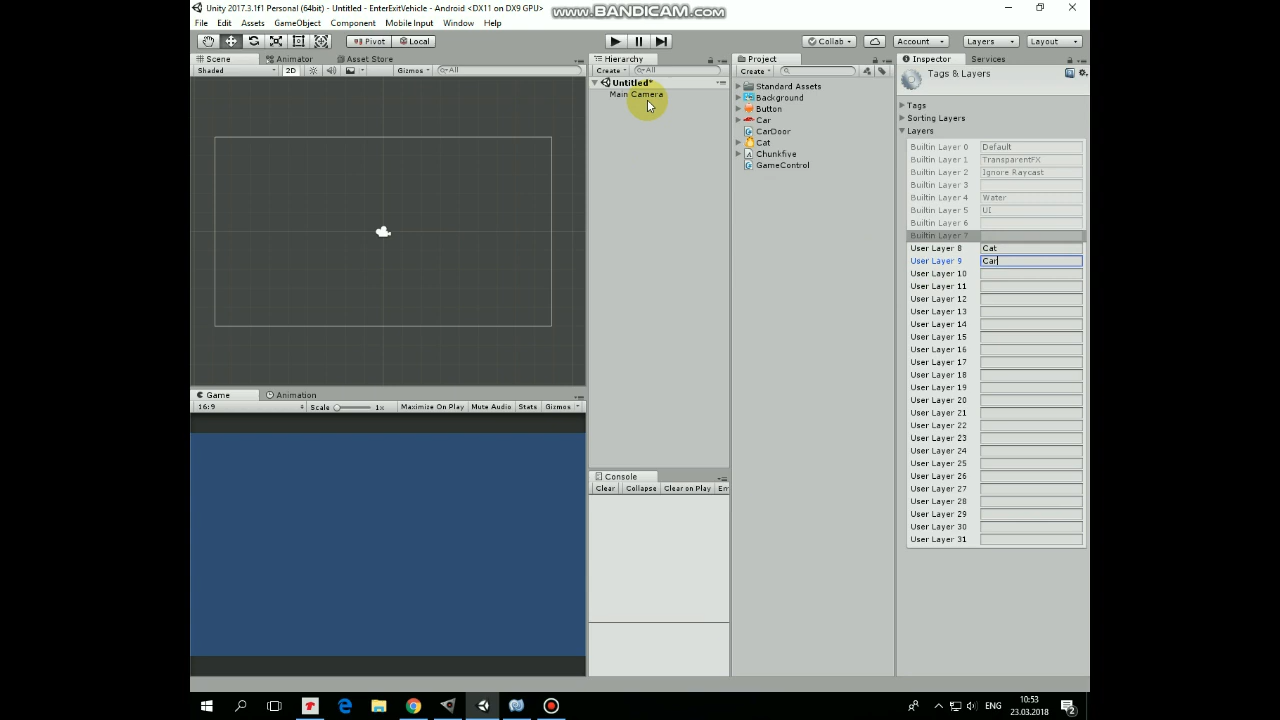 Unity 2017.3.1f1 Personal (64bit) - Untitled - EnterExitVehicle - Android <DX11 on DX9 GPU>
www.BANDICAM.com
File Edit Assets GameObject Component Mobile Input Window Help
Pivot Local
Collab Account Layers Layout
Scene Animator Asset Store
Shaded 2D Gizmos All
Hierarchy
Create All
Untitled*
Main Camera
Project
Create
Standard Assets
Background
Button
Car
CarDoor
Cat
Chunkfive
GameControl
Inspector Services
Tags & Layers
Tags
Sorting Layers
Layers
Builtin Layer 0 Default
Builtin Layer 1 TransparentFX
Builtin Layer 2 Ignore Raycast
Builtin Layer 3
Builtin Layer 4 Water
Builtin Layer 5 UI
Builtin Layer 6
Builtin Layer 7
User Layer 8 Cat
User Layer 9 Car
User Layer 10
User Layer 11
User Layer 12
User Layer 13
User Layer 14
User Layer 15
User Layer 16
User Layer 17
User Layer 18
User Layer 19
User Layer 20
User Layer 21
User Layer 22
User Layer 23
User Layer 24
User Layer 25
User Layer 26
User Layer 27
User Layer 28
User Layer 29
User Layer 30
User Layer 31
Game Animation
16:9 Scale 1x Maximize On Play Mute Audio Stats Gizmos
Console
Clear Collapse Clear on Play Err
ENG
10:53
23.03.2018
2